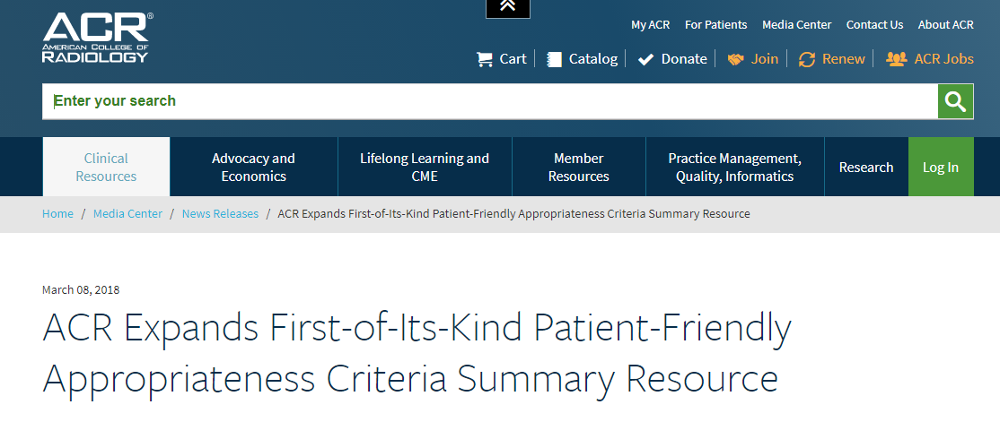 ACR®
AMERICAN COLLEGE OF
RADIOLOGY
My ACR For Patients Media Center Contact Us About ACR
Cart Catalog Donate Join Renew ACR Jobs
Enter your search
Clinical Resources
Advocacy and Economics
Lifelong Learning and CME
Member Resources
Practice Management, Quality, Informatics
Research
Log In
Home / Media Center / News Releases / ACR Expands First-of-Its-Kind Patient-Friendly Appropriateness Criteria Summary Resource
March 08, 2018
ACR Expands First-of-Its-Kind Patient-Friendly
Appropriateness Criteria Summary Resource